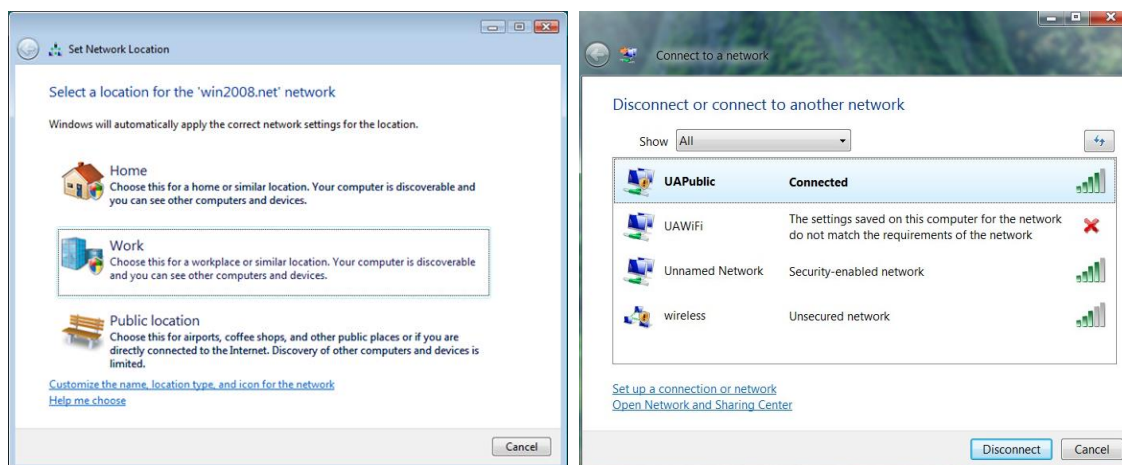 Set Network Location
Select a location for the 'win2008.net' network
Windows will automatically apply the correct network settings for the location.
Home
Choose this for a home or similar location. Your computer is discoverable and
you can see other computers and devices.
Work
Choose this for a workplace or similar location. Your computer is discoverable
and you can see other computers and devices.
Public location
Choose this for airports, coffee shops, and other public places or if you are
directly connected to the Internet. Discovery of other computers and devices is
limited.
Customize the name, location type, and icon for the network
Help me choose
Cancel
Connect to a network
Disconnect or connect to another network
Show All
UAPublic Connected
UAWiFi The settings saved on this computer for the network
do not match the requirements of the network
Unnamed Network Security-enabled network
wireless Unsecured network
Set up a connection or network
Open Network and Sharing Center
Disconnect Cancel